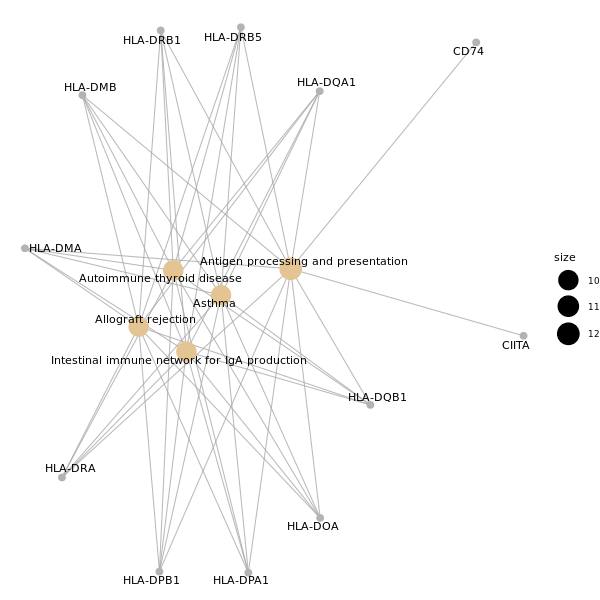 HLA-DRB1
HLA-DRB5
CD74
HLA-DMB
HLA-DQA1
HLA-DMA
Antigen processing and presentation
size
Autoimmune thyroid disease
10
Asthma
11
Allograft rejection
12
CIITA
Intestinal immune network for IgA production
HLA-DQB1
HLA-DRA
HLA-DOA
HLA-DPB1
HLA-DPA1